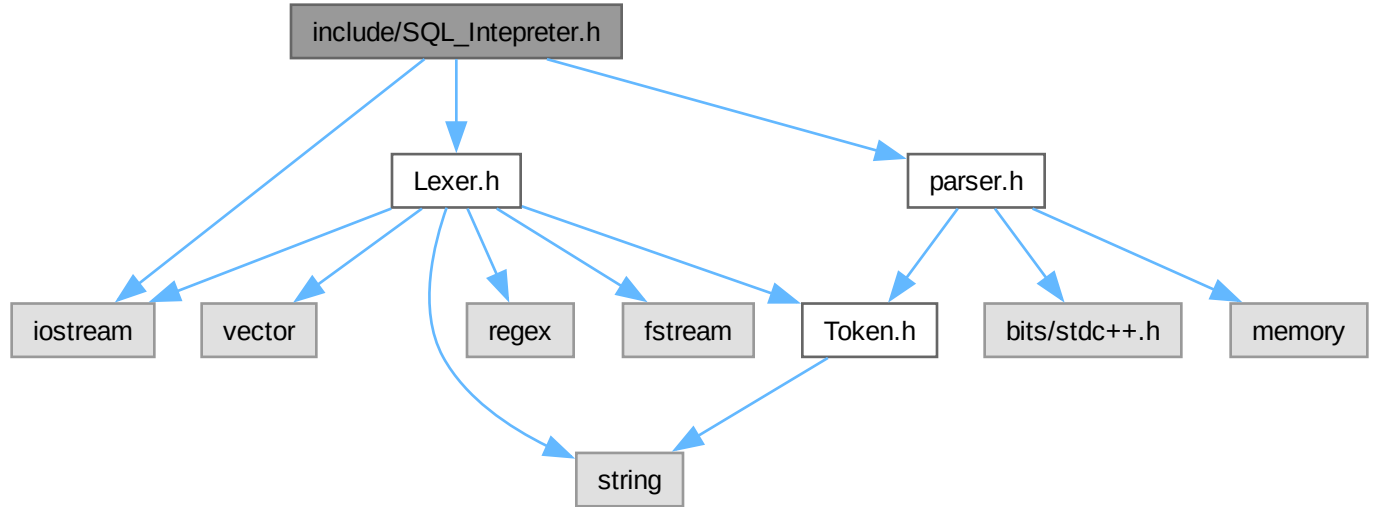 include/SQL_Intepreter.h
Lexer.h
parser.h
iostream
vector
regex
fstream
Token.h
bits/stdc++.h
memory
string